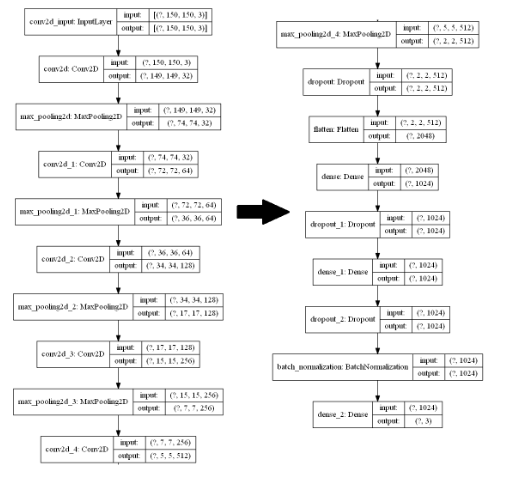 conv2d_input: InputLayer
input: [(?, 150, 150, 3)]
output: [(?, 150, 150, 3)]
conv2d: Conv2D
input: (?, 150, 150, 3)
output: (?, 149, 149, 32)
max_pooling2d: MaxPooling2D
input: (?, 149, 149, 32)
output: (?, 74, 74, 32)
conv2d_1: Conv2D
input: (?, 74, 74, 32)
output: (?, 72, 72, 64)
max_pooling2d_1: MaxPooling2D
input: (?, 72, 72, 64)
output: (?, 36, 36, 64)
conv2d_2: Conv2D
input: (?, 36, 36, 64)
output: (?, 34, 34, 128)
max_pooling2d_2: MaxPooling2D
input: (?, 34, 34, 128)
output: (?, 17, 17, 128)
conv2d_3: Conv2D
input: (?, 17, 17, 128)
output: (?, 15, 15, 256)
max_pooling2d_3: MaxPooling2D
input: (?, 15, 15, 256)
output: (?, 7, 7, 256)
conv2d_4: Conv2D
input: (?, 7, 7, 256)
output: (?, 5, 5, 512)
max_pooling2d_4: MaxPooling2D
input: (?, 5, 5, 512)
output: (?, 2, 2, 512)
dropout: Dropout
input: (?, 2, 2, 512)
output: (?, 2, 2, 512)
flatten: Flatten
input: (?, 2, 2, 512)
output: (?, 2048)
dense: Dense
input: (?, 2048)
output: (?, 1024)
dropout_1: Dropout
input: (?, 1024)
output: (?, 1024)
dense_1: Dense
input: (?, 1024)
output: (?, 1024)
dropout_2: Dropout
input: (?, 1024)
output: (?, 1024)
batch_normalization: BatchNormalization
input: (?, 1024)
output: (?, 1024)
dense_2: Dense
input: (?, 1024)
output: (?, 3)